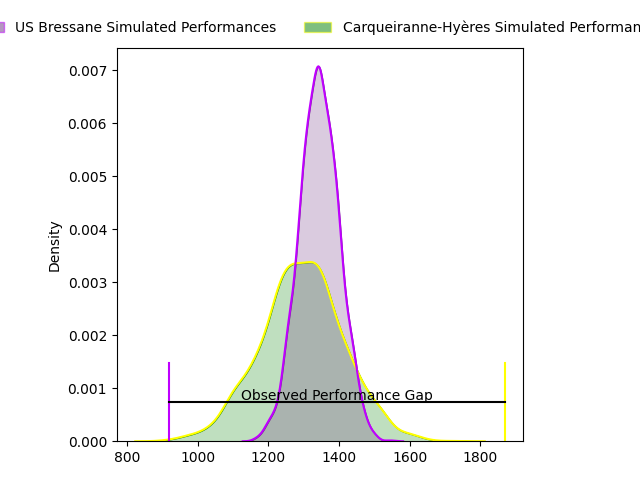 US Bressane Simulated Performances
Carqueiranne-Hyères Simulated Performan
0.007
0.006
0.005
0.004
0.003
0.002
0.001
0.000
Density
Observed Performance Gap
800 1000 1200 1400 1600 1800